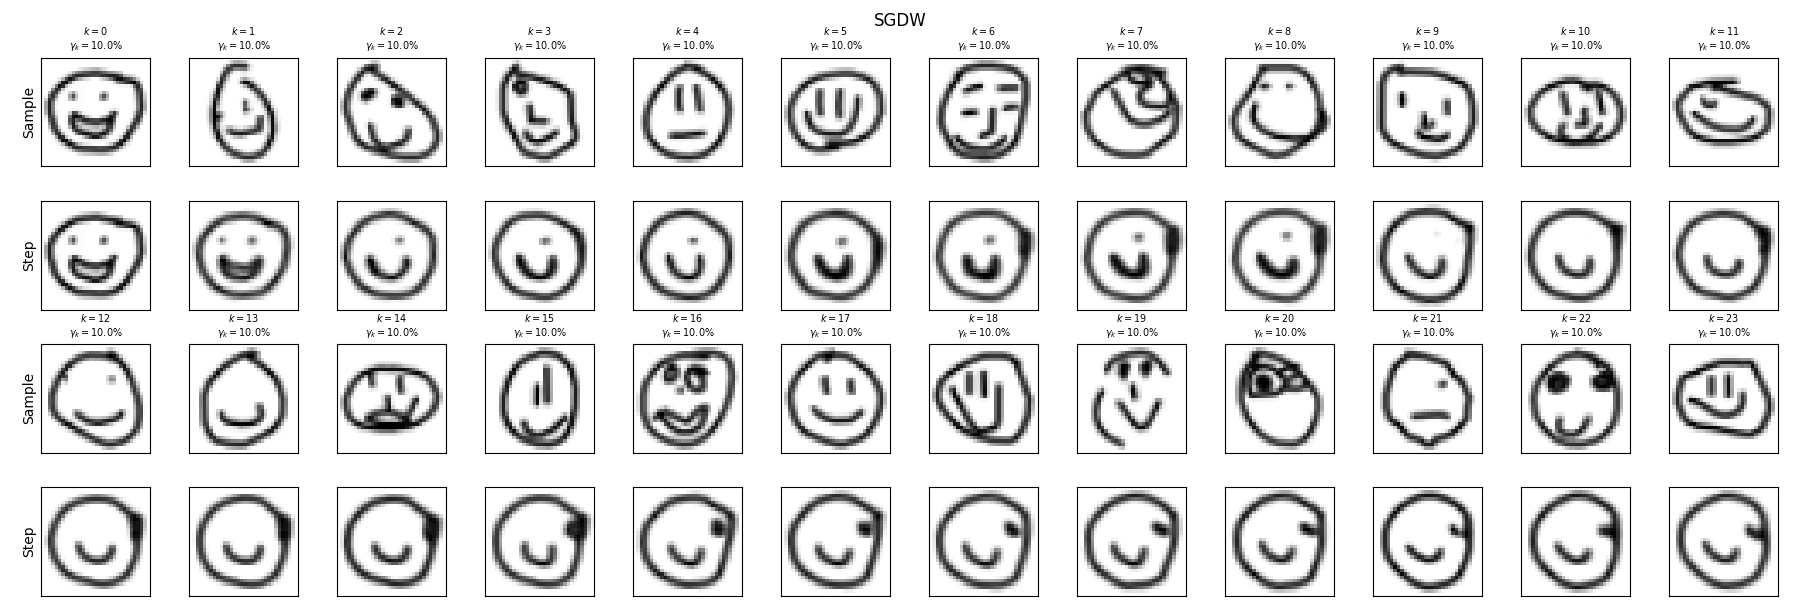 SGDW
k = 0 k = 1 k = 2 k = 3 k = 4 k = 5 k = 6 k = 7 k = 8 k = 9 k = 10 k = 11
γk = 10.0% γk = 10.0% γk = 10.0% γk = 10.0% γk = 10.0% γk = 10.0% γk = 10.0% γk = 10.0% γk = 10.0% γk = 10.0% γk = 10.0% γk = 10.0%
Sample
Step
k = 12 k = 13 k = 14 k = 15 k = 16 k = 17 k = 18 k = 19 k = 20 k = 21 k = 22 k = 23
γk = 10.0% γk = 10.0% γk = 10.0% γk = 10.0% γk = 10.0% γk = 10.0% γk = 10.0% γk = 10.0% γk = 10.0% γk = 10.0% γk = 10.0% γk = 10.0%
Sample
Step